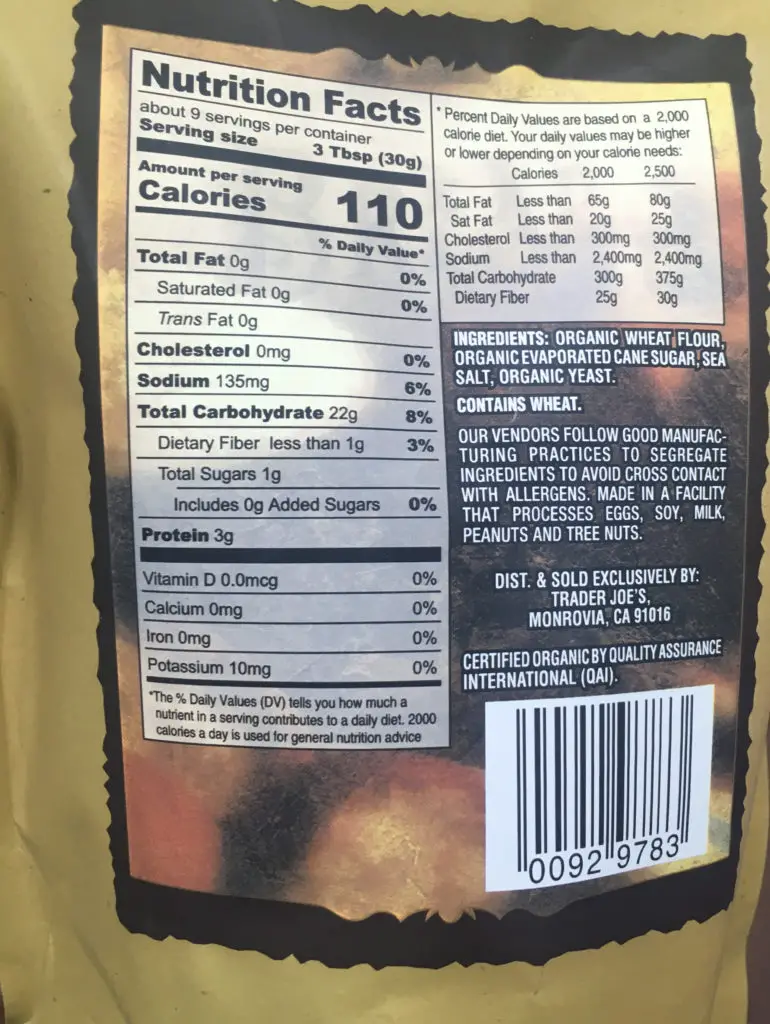 Nutrition Facts
about 9 servings per container
Serving size 3 Tbsp (30g)
Amount per serving
Calories 110
% Daily Value*
Total Fat 0g 0%
Saturated Fat 0g 0%
Trans Fat 0g
Cholesterol 0mg 0%
Sodium 135mg 6%
Total Carbohydrate 22g 8%
Dietary Fiber less than 1g 3%
Total Sugars 1g
Includes 0g Added Sugars 0%
Protein 3g
Vitamin D 0.0mcg 0%
Calcium 0mg 0%
Iron 0mg 0%
Potassium 10mg 0%
*The % Daily Values (DV) tells you how much a
nutrient in a serving contributes to a daily diet. 2000
calories a day is used for general nutrition advice
* Percent Daily Values are based on a 2,000
calorie diet. Your daily values may be higher
or lower depending on your calorie needs:
Calories 2,000 2,500
Total Fat Less than 65g 80g
Sat Fat Less than 20g 25g
Cholesterol Less than 300mg 300mg
Sodium Less than 2,400mg 2,400mg
Total Carbohydrate 300g 375g
Dietary Fiber 25g 30g
INGREDIENTS: ORGANIC WHEAT FLOUR,
ORGANIC EVAPORATED CANE SUGAR, SEA
SALT, ORGANIC YEAST.
CONTAINS WHEAT.
OUR VENDORS FOLLOW GOOD MANUFAC-
TURING PRACTICES TO SEGREGATE
INGREDIENTS TO AVOID CROSS CONTACT
WITH ALLERGENS. MADE IN A FACILITY
THAT PROCESSES EGGS, SOY, MILK,
PEANUTS AND TREE NUTS.
DIST. & SOLD EXCLUSIVELY BY:
TRADER JOE'S,
MONROVIA, CA 91016
CERTIFIED ORGANIC BY QUALITY ASSURANCE
INTERNATIONAL (QAI).
0092 9783